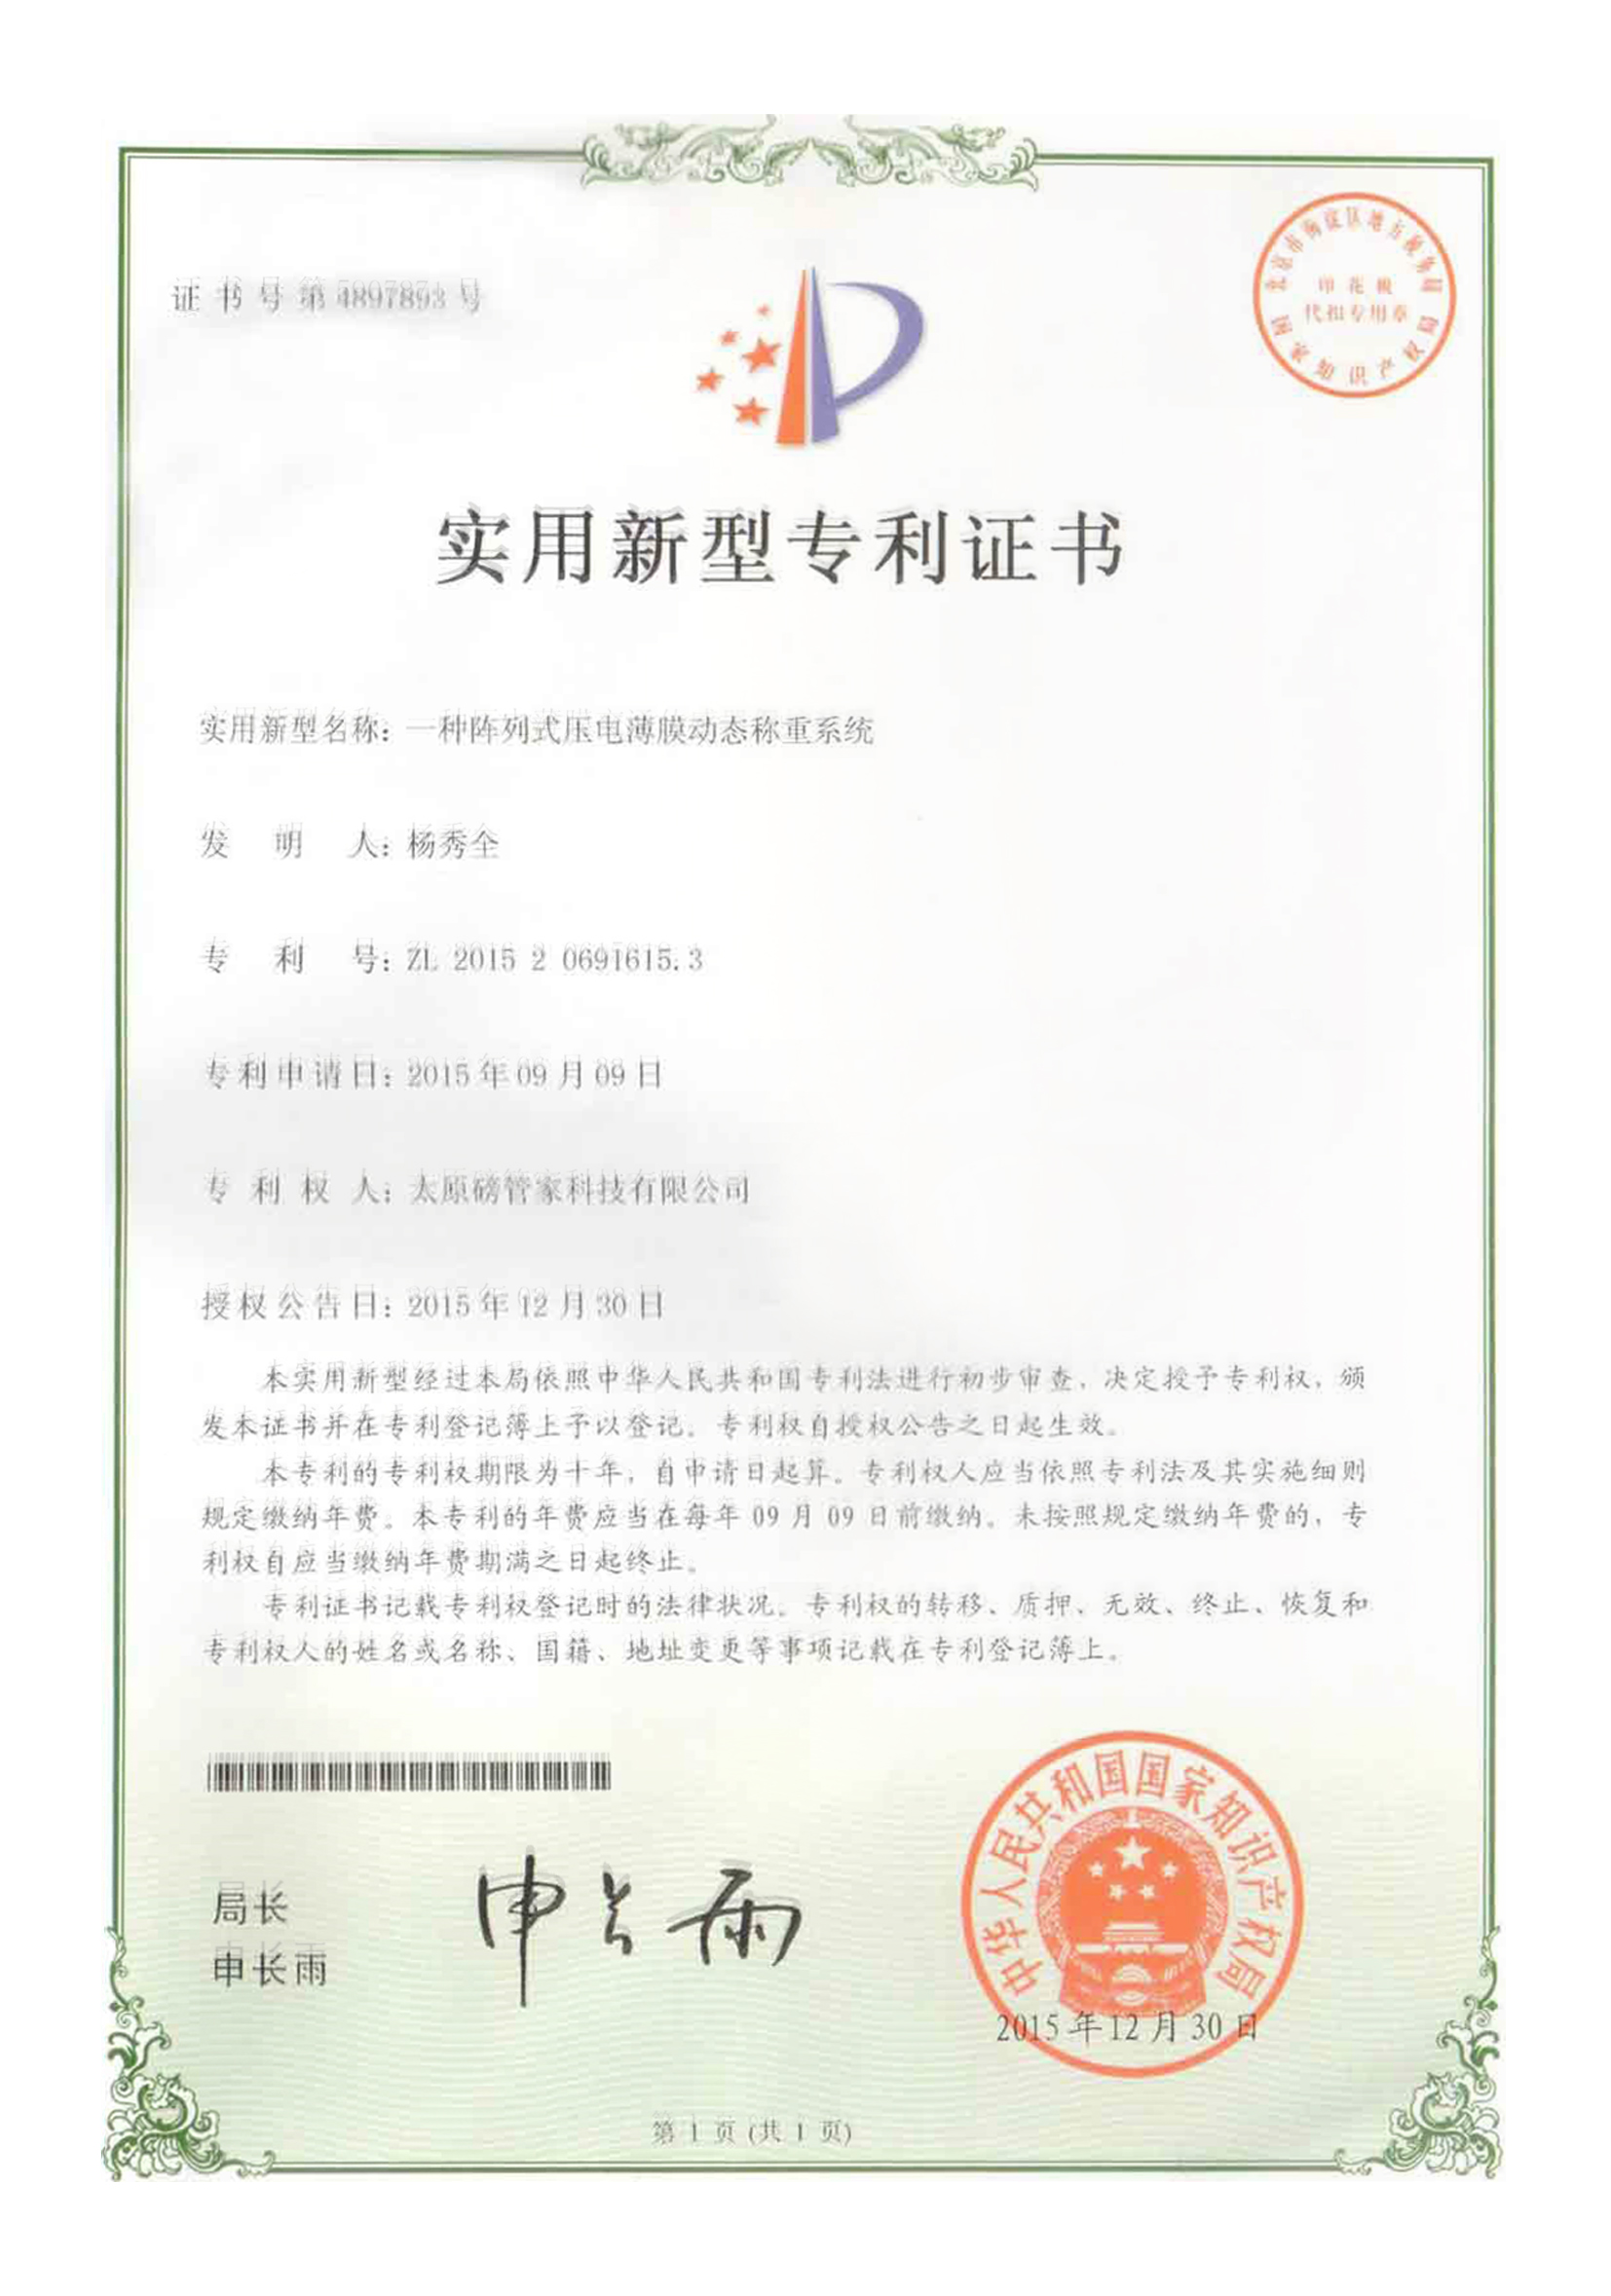 证书号第4897893号
北京市海淀区地方税务局
印花税
代扣专用章
国家知识产权局
实用新型专利证书
实用新型名称：一种阵列式压电薄膜动态称重系统
发明人：杨秀全
专利号：ZL 2015 2 0691615.3
专利申请日：2015年09月09日
专利权人：太原磅管家科技有限公司
授权公告日：2015年12月30日
本实用新型经过本局依照中华人民共和国专利法进行初步审查，决定授予专利权，颁
发本证书并在专利登记簿上予以登记。专利权自授权公告之日起生效。
本专利的专利权期限为十年，自申请日起算。专利权人应当依照专利法及其实施细则
规定缴纳年费。本专利的年费应当在每年09月09日前缴纳。未按照规定缴纳年费的，专
利权自应当缴纳年费期满之日起终止。
专利证书记载专利权登记时的法律状况。专利权的转移、质押、无效、终止、恢复和
专利权人的姓名或名称、国籍、地址变更等事项记载在专利登记簿上。
局长
申长雨
申长雨
中华人民共和国国家知识产权局
2015年12月30日
第1页(共1页)